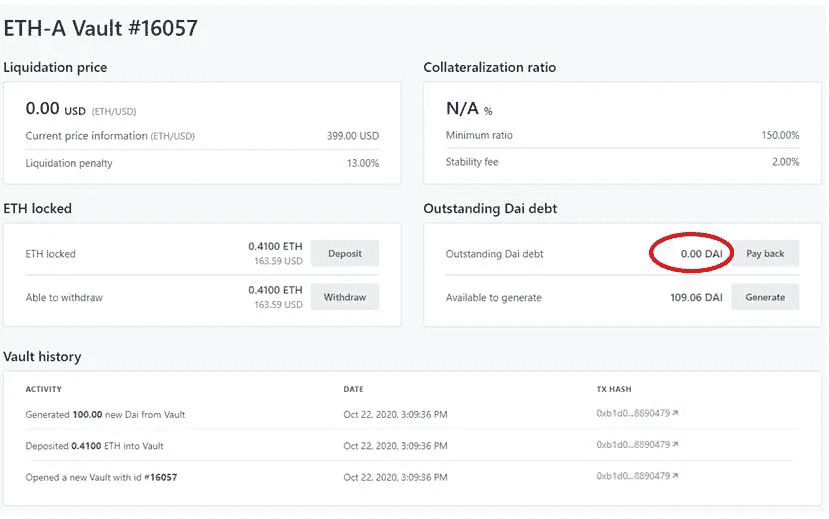 ETH-A Vault #16057
Liquidation price
0.00 USD (ETH/USD)
Current price information (ETH/USD) 399.00 USD
Liquidation penalty 13.00%
Collateralization ratio
N/A %
Minimum ratio 150.00%
Stability fee 2.00%
ETH locked
ETH locked 0.4100 ETH Deposit
163.59 USD
Able to withdraw 0.4100 ETH Withdraw
163.59 USD
Outstanding Dai debt
Outstanding Dai debt 0.00 DAI Pay back
Available to generate 109.06 DAI Generate
Vault history
ACTIVITY DATE TX HASH
Generated 100.00 new Dai from Vault Oct 22, 2020, 3:09:36 PM 0xb1d0...8890479
Deposited 0.4100 ETH into Vault Oct 22, 2020, 3:09:36 PM 0xb1d0...8890479
Opened a new Vault with id #16057 Oct 22, 2020, 3:09:36 PM 0xb1d0...8890479